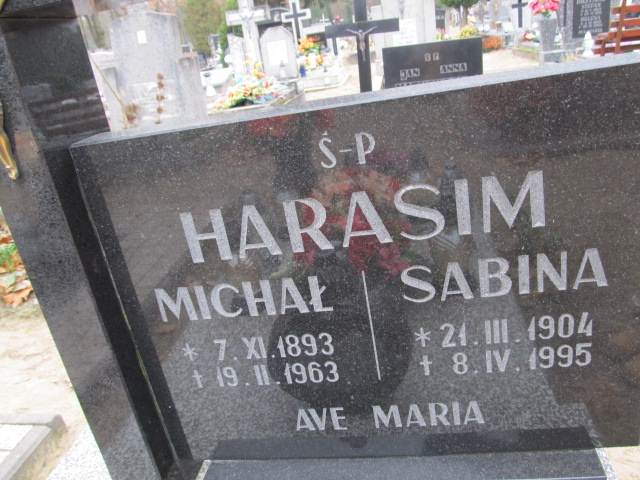 Ś-P
HARASIM
MICHAŁ
* 7. XI. 1893
† 19. II. 1963
SABINA
* 21. III. 1904
† 8. IV. 1995
AVE MARIA
Ś P
JAN ANNA